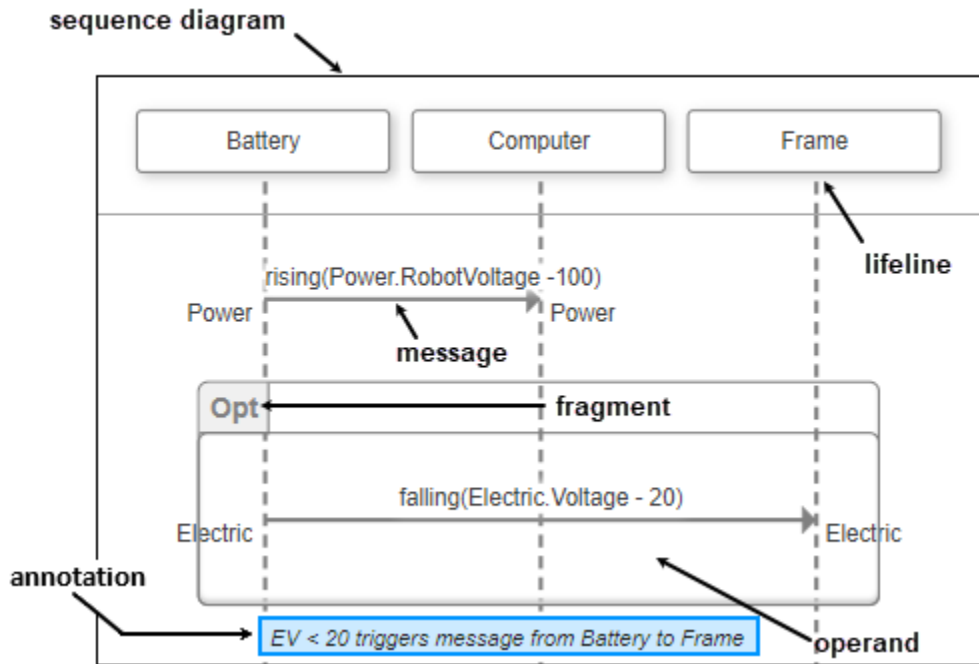 sequence diagram
Battery
Computer
Frame
lifeline
rising(Power.RobotVoltage -100)
Power
Power
message
Opt
fragment
falling(Electric.Voltage - 20)
Electric
Electric
annotation
EV < 20 triggers message from Battery to Frame
operand